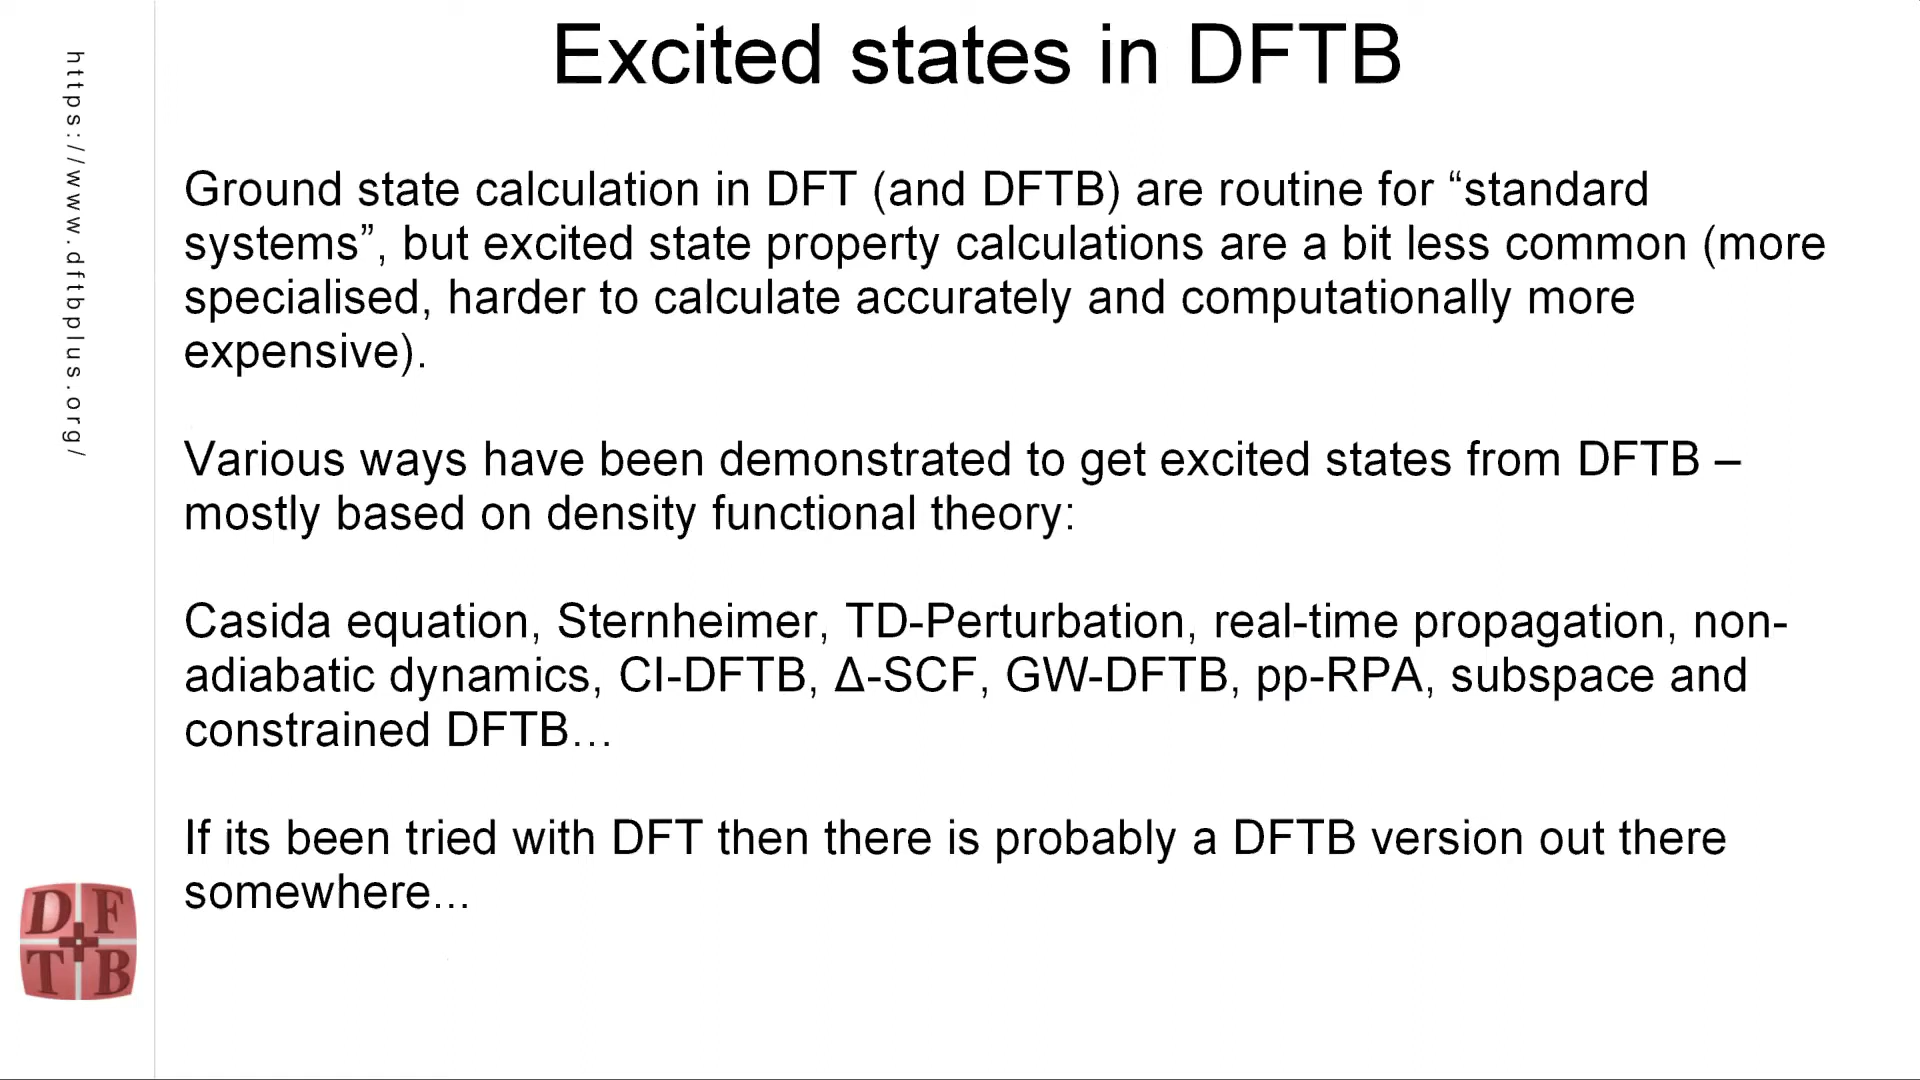 Excited states in DFTB
https://www.dftbplus.org/
Ground state calculation in DFT (and DFTB) are routine for “standard
systems”, but excited state property calculations are a bit less common (more
specialised, harder to calculate accurately and computationally more
expensive).
Various ways have been demonstrated to get excited states from DFTB –
mostly based on density functional theory:
Casida equation, Sternheimer, TD-Perturbation, real-time propagation, non-
adiabatic dynamics, CI-DFTB, Δ-SCF, GW-DFTB, pp-RPA, subspace and
constrained DFTB…
If its been tried with DFT then there is probably a DFTB version out there
somewhere...
D F
T B